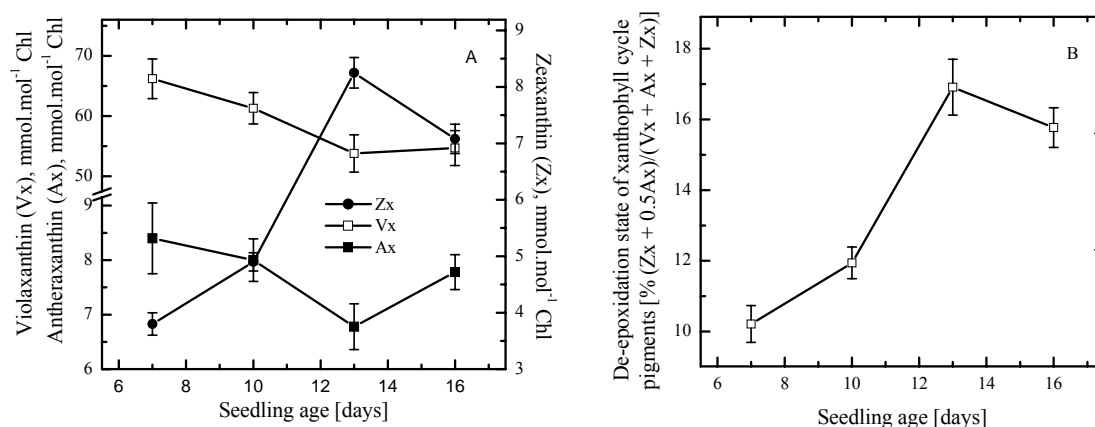 A
Violaxanthin (Vx), mmol.mol⁻¹ Chl
Antheraxanthin (Ax), mmol.mol⁻¹ Chl
70
60
50
9
8
7
6
9
8
7
6
5
4
3
Zeaxanthin (Zx), mmol.mol⁻¹ Chl
Zx
Vx
Ax
6 8 10 12 14 16
Seedling age [days]
B
De-epoxidation state of xanthophyll cycle
pigments [% (Zx + 0.5Ax)/(Vx + Ax + Zx)]
18
16
14
12
10
6 8 10 12 14 16
Seedling age [days]